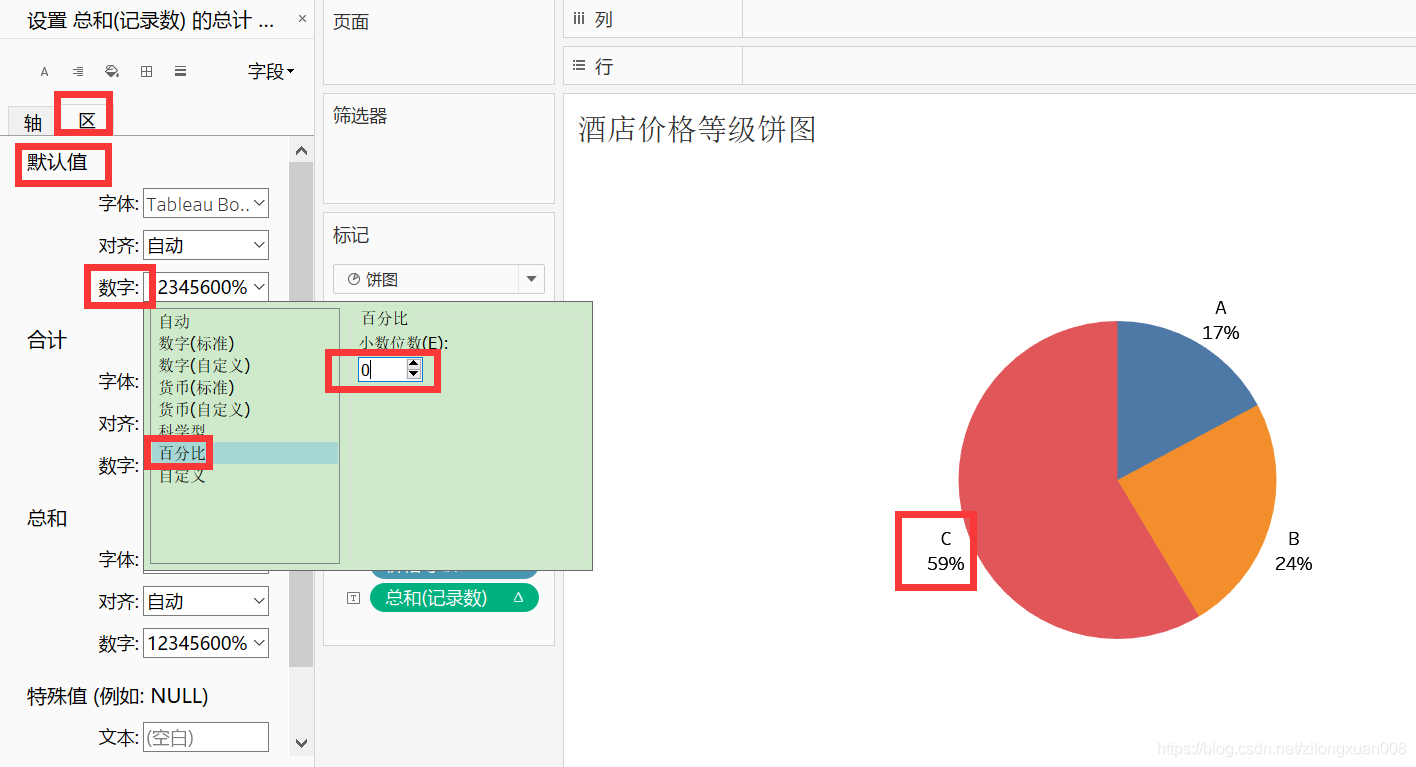 设置 总和(记录数) 的总计 ...
×
字段
轴
区
默认值
字体: Tableau Bo..
对齐: 自动
数字: 2345600%
合计
字体:
对齐:
数字:
自动
数字(标准)
数字(自定义)
货币(标准)
货币(自定义)
科学型
百分比
自定义
百分比
小数位数(E):
0
总和
字体:
对齐: 自动
数字: 12345600%
特殊值 (例如: NULL)
文本: (空白)
页面
筛选器
标记
饼图
总和(记录数) Δ
列
行
酒店价格等级饼图
A
17%
B
24%
C
59%
https://blog.csdn.net/zilongxuan008